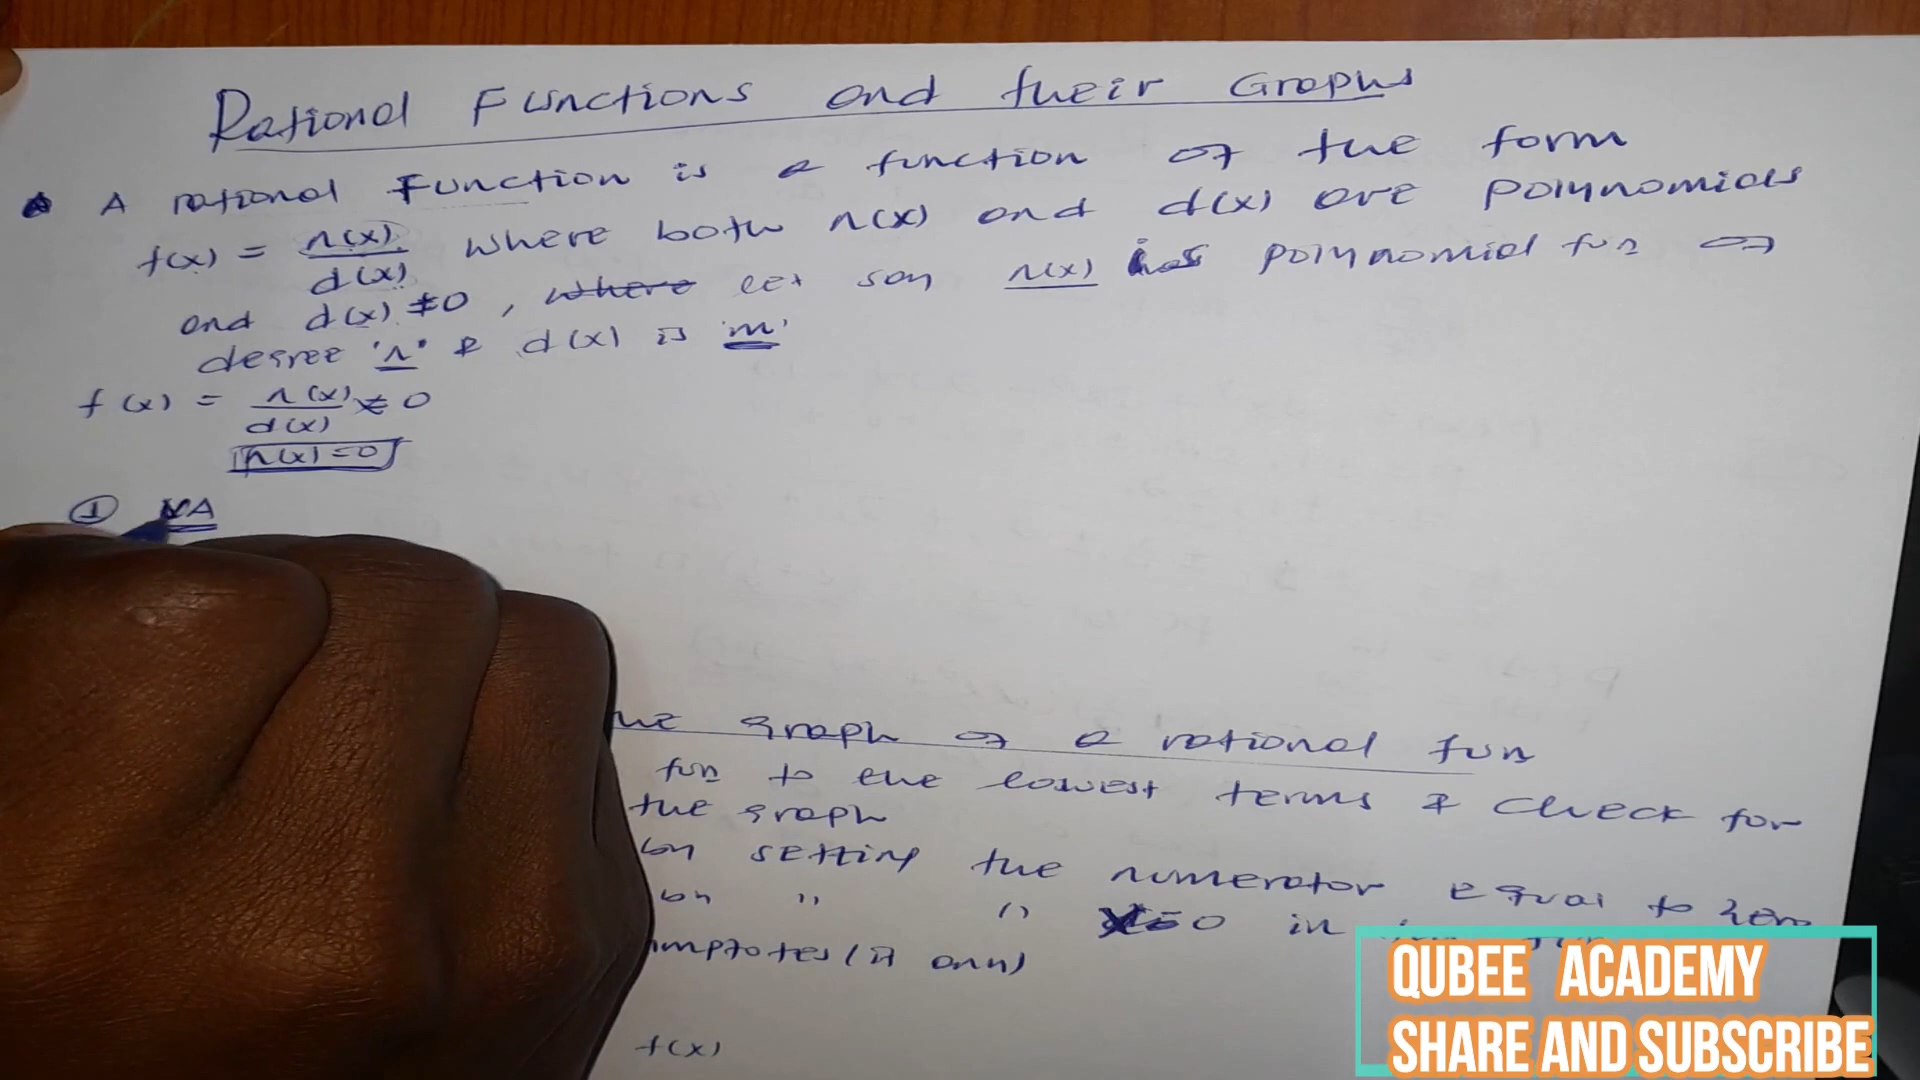 Rational Functions and their Graphs
A rational Function is a function of the form
f(x) = n(x)/d(x) where both n(x) and d(x) are polynomials
and d(x) ≠ 0, where let say n(x) has polynomial fun of
degree 'n' & d(x) is 'm'
f(x) = n(x)/d(x) ≠ 0
n(x) = 0
① VA
graph of a rational fun
fun to the lowest terms & check for
the graph
by setting the numerator equal to zero
by " " x=0 in
(if any)
f(x)
QUBEE ACADEMY
SHARE AND SUBSCRIBE